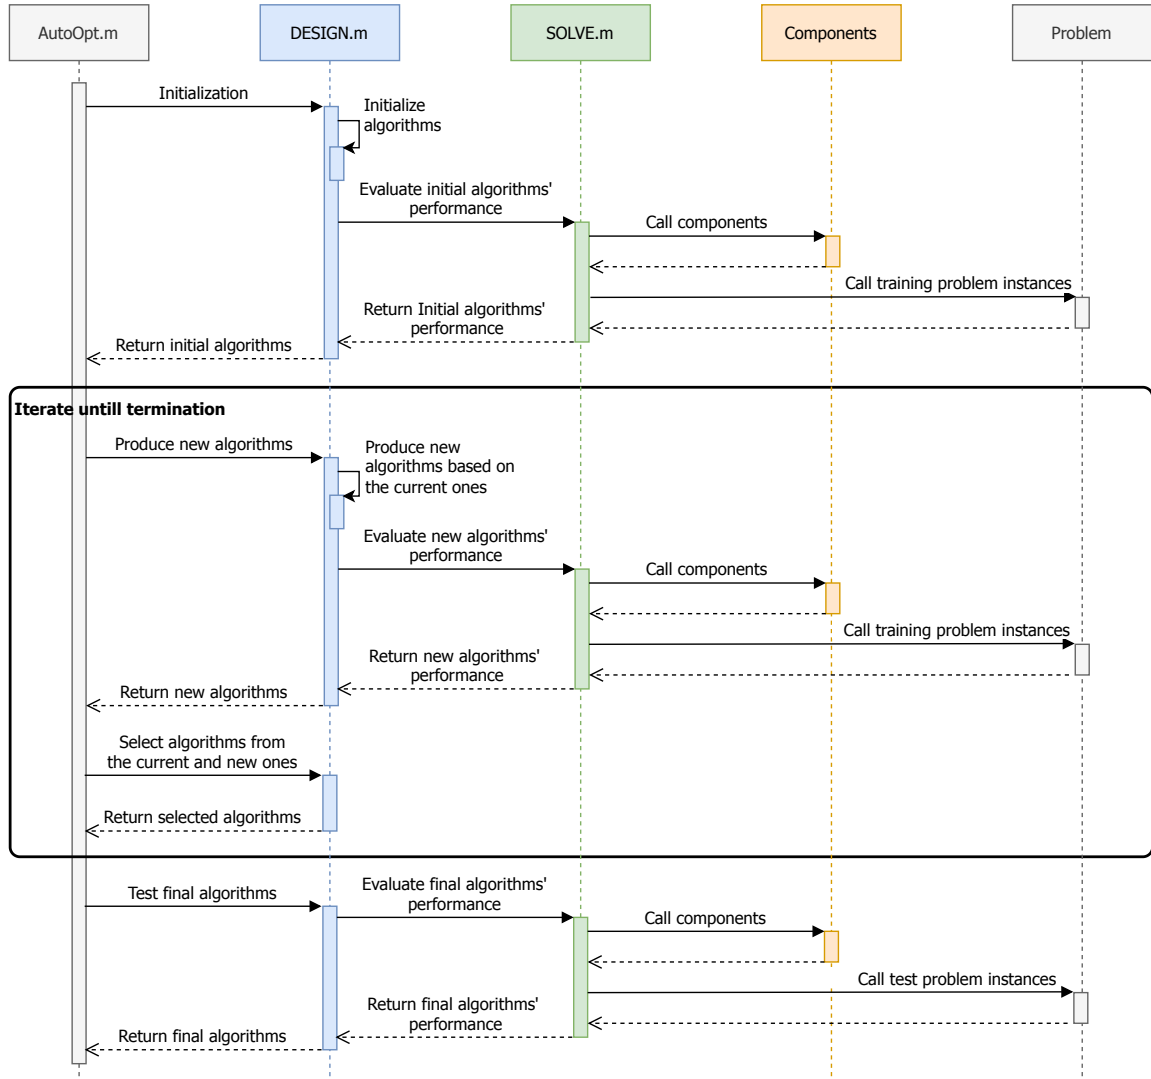 AutoOpt.m
DESIGN.m
SOLVE.m
Components
Problem
Initialization
Initialize
algorithms
Evaluate initial algorithms'
performance
Call components
Call training problem instances
Return Initial algorithms'
performance
Return initial algorithms
Iterate untill termination
Produce new algorithms
Produce new
algorithms based on
the current ones
Evaluate new algorithms'
performance
Call components
Call training problem instances
Return new algorithms'
performance
Return new algorithms
Select algorithms from
the current and new ones
Return selected algorithms
Test final algorithms
Evaluate final algorithms'
performance
Call components
Call test problem instances
Return final algorithms'
performance
Return final algorithms